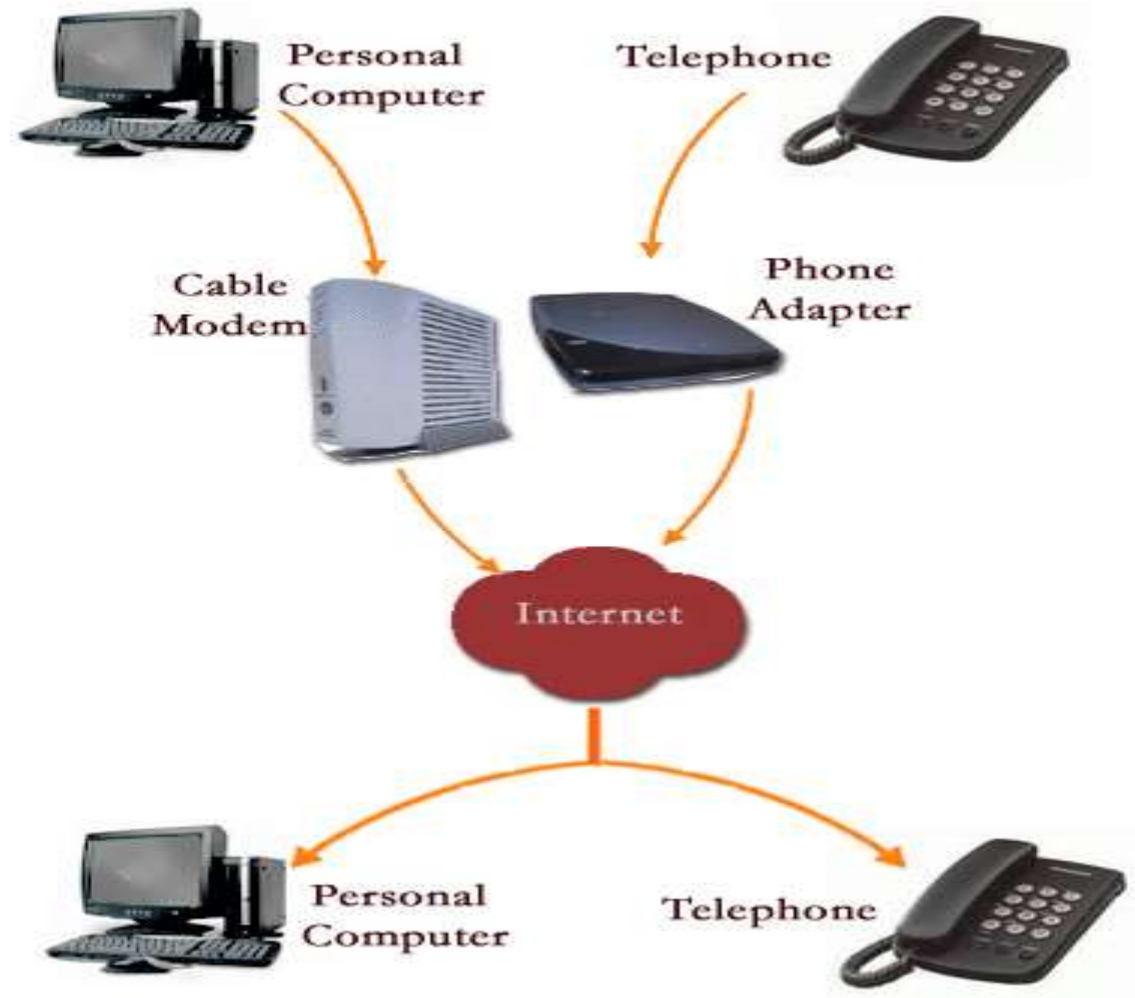 Personal
Computer
Telephone
Cable
Modem
Phone
Adapter
Internet
Personal
Computer
Telephone